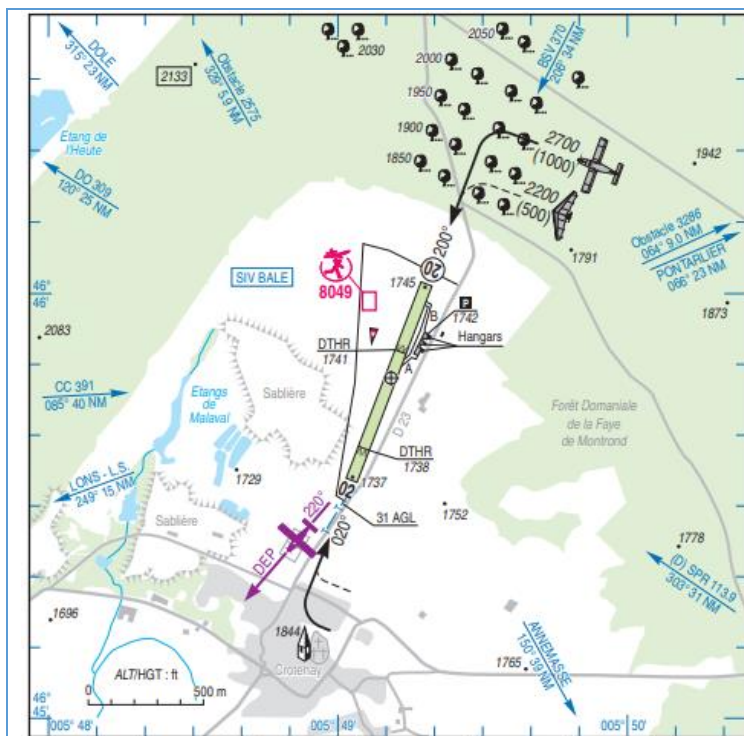 DOLE
315° 23 NM
2133
Obstacle 2575
329° 5.9 NM
2030
2050
BSV 370
206° 34 NM
2000
1950
1900
1850
2700
(1000)
2200
(500)
1942
Etang de
l'Heute
DO 309
120° 25 NM
1791
Obstacle 3286
064° 9.0 NM
PONTARLIER
066° 23 NM
200°
20
8049
SIV BALE
46°
46'
1745
P
1742
B
Hangars
A
DTHR
1741
1873
2083
CC 391
085° 40 NM
Etangs
de
Malaval
Sablière
D 23
Forêt Domaniale
de la Faye
de Montrond
DTHR
1738
1737
LONS - L.S.
249° 15 NM
1729
02
31 AGL
1752
Sablière
220°
020°
DEP
1778
(D) SPR 113.9
303° 31 NM
1696
1844
Crotenay
1765
ANNEMASSE
150° 39 NM
ALT/HGT : ft
0
500 m
46°
45'
005° 48'
005° 49'
005° 50'